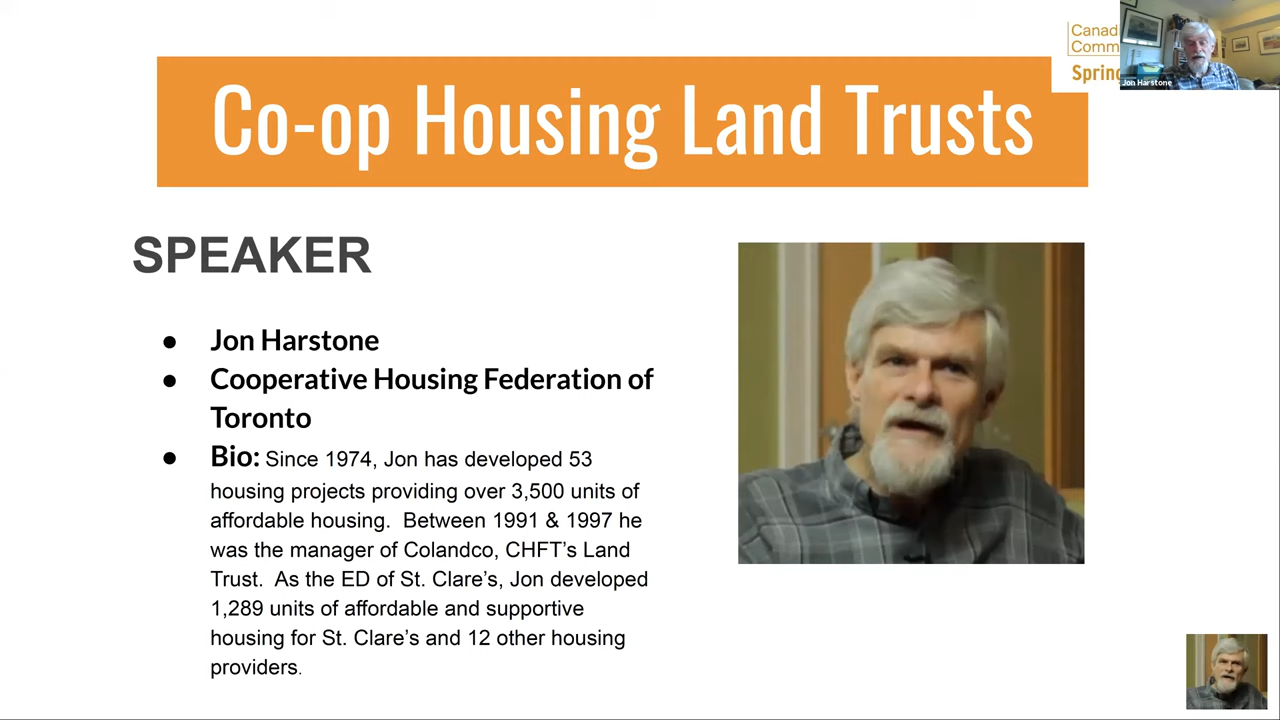 Canad
Comm
Spring
Jon Harstone
Co-op Housing Land Trusts
SPEAKER
● Jon Harstone
● Cooperative Housing Federation of
Toronto
● Bio: Since 1974, Jon has developed 53
housing projects providing over 3,500 units of
affordable housing.  Between 1991 & 1997 he
was the manager of Colandco, CHFT’s Land
Trust.  As the ED of St. Clare’s, Jon developed
1,289 units of affordable and supportive
housing for St. Clare’s and 12 other housing
providers.